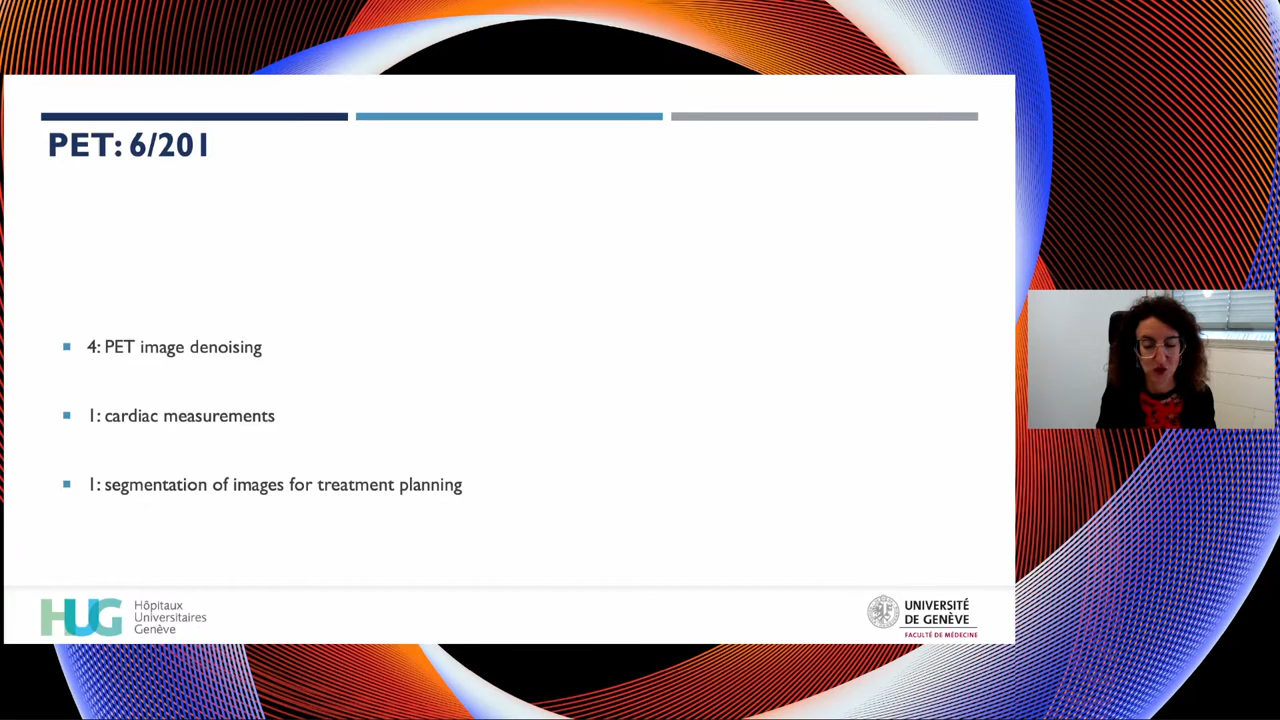 PET: 6/201
4: PET image denoising
1: cardiac measurements
1: segmentation of images for treatment planning
HUG
Hôpitaux
Universitaires
Genève
UNIVERSITÉ
DE GENÈVE
FACULTÉ DE MÉDECINE